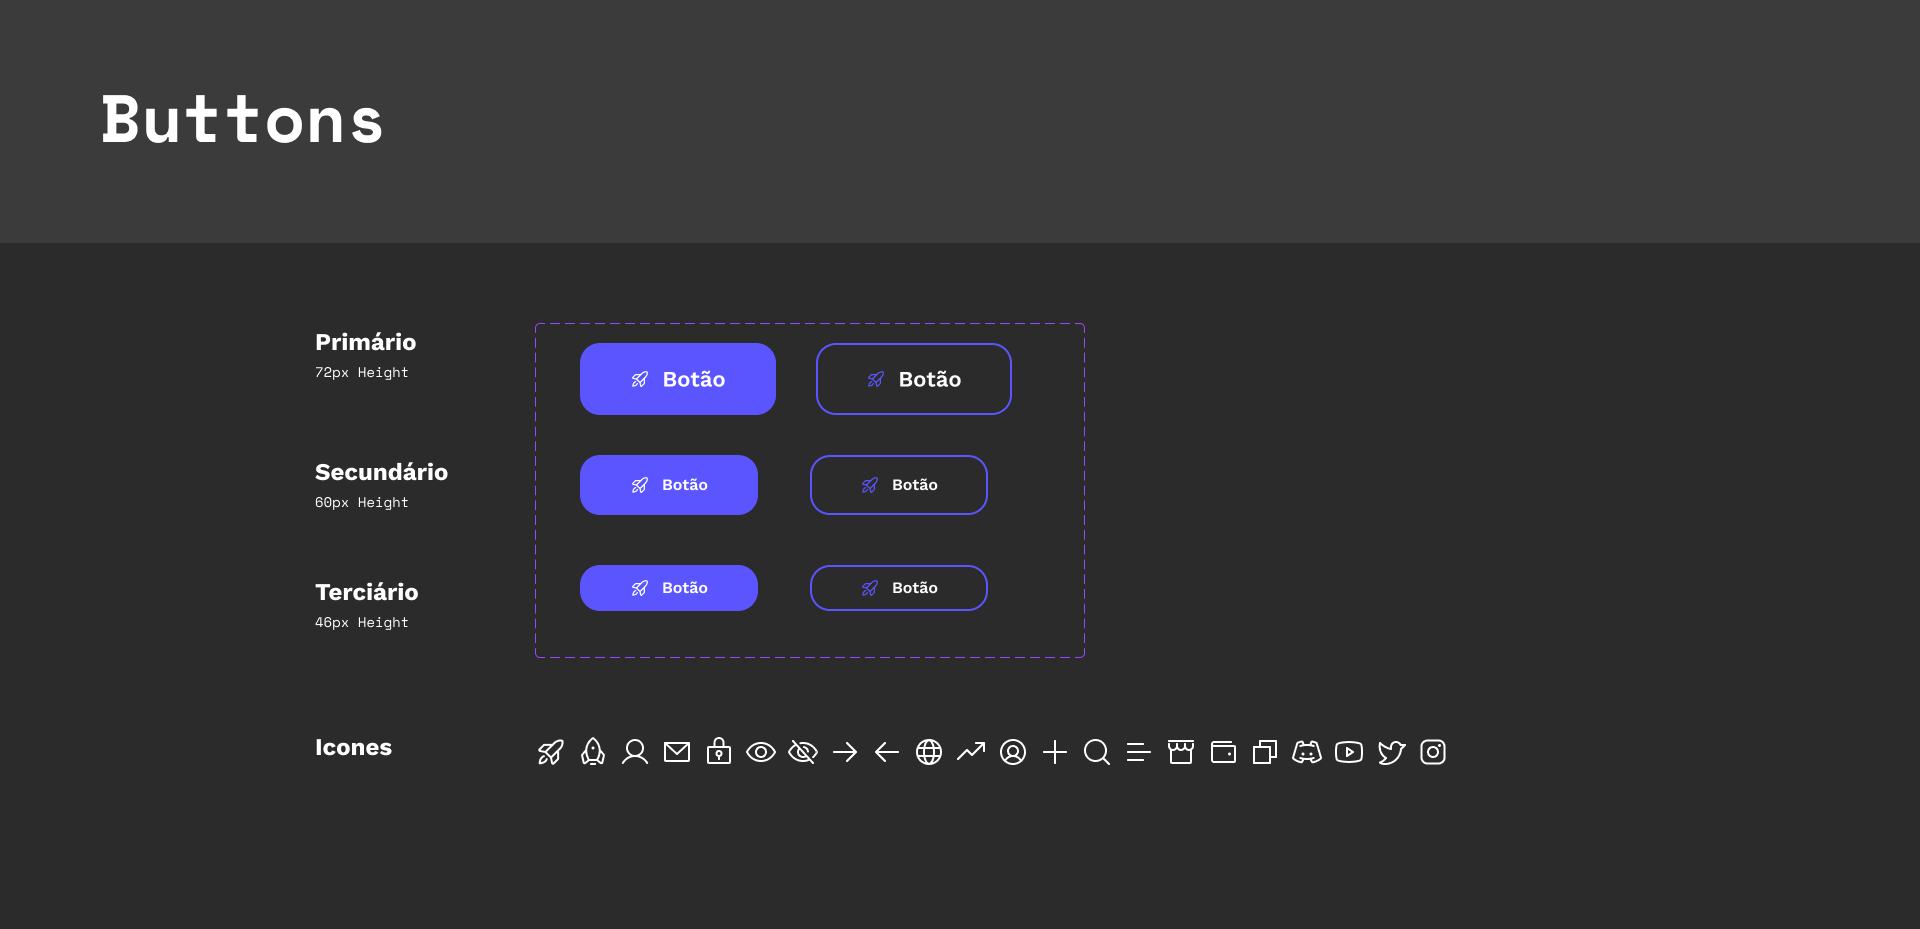 Buttons
Primário
72px Height
Botão
Botão
Secundário
60px Height
Botão
Botão
Terciário
46px Height
Botão
Botão
Icones